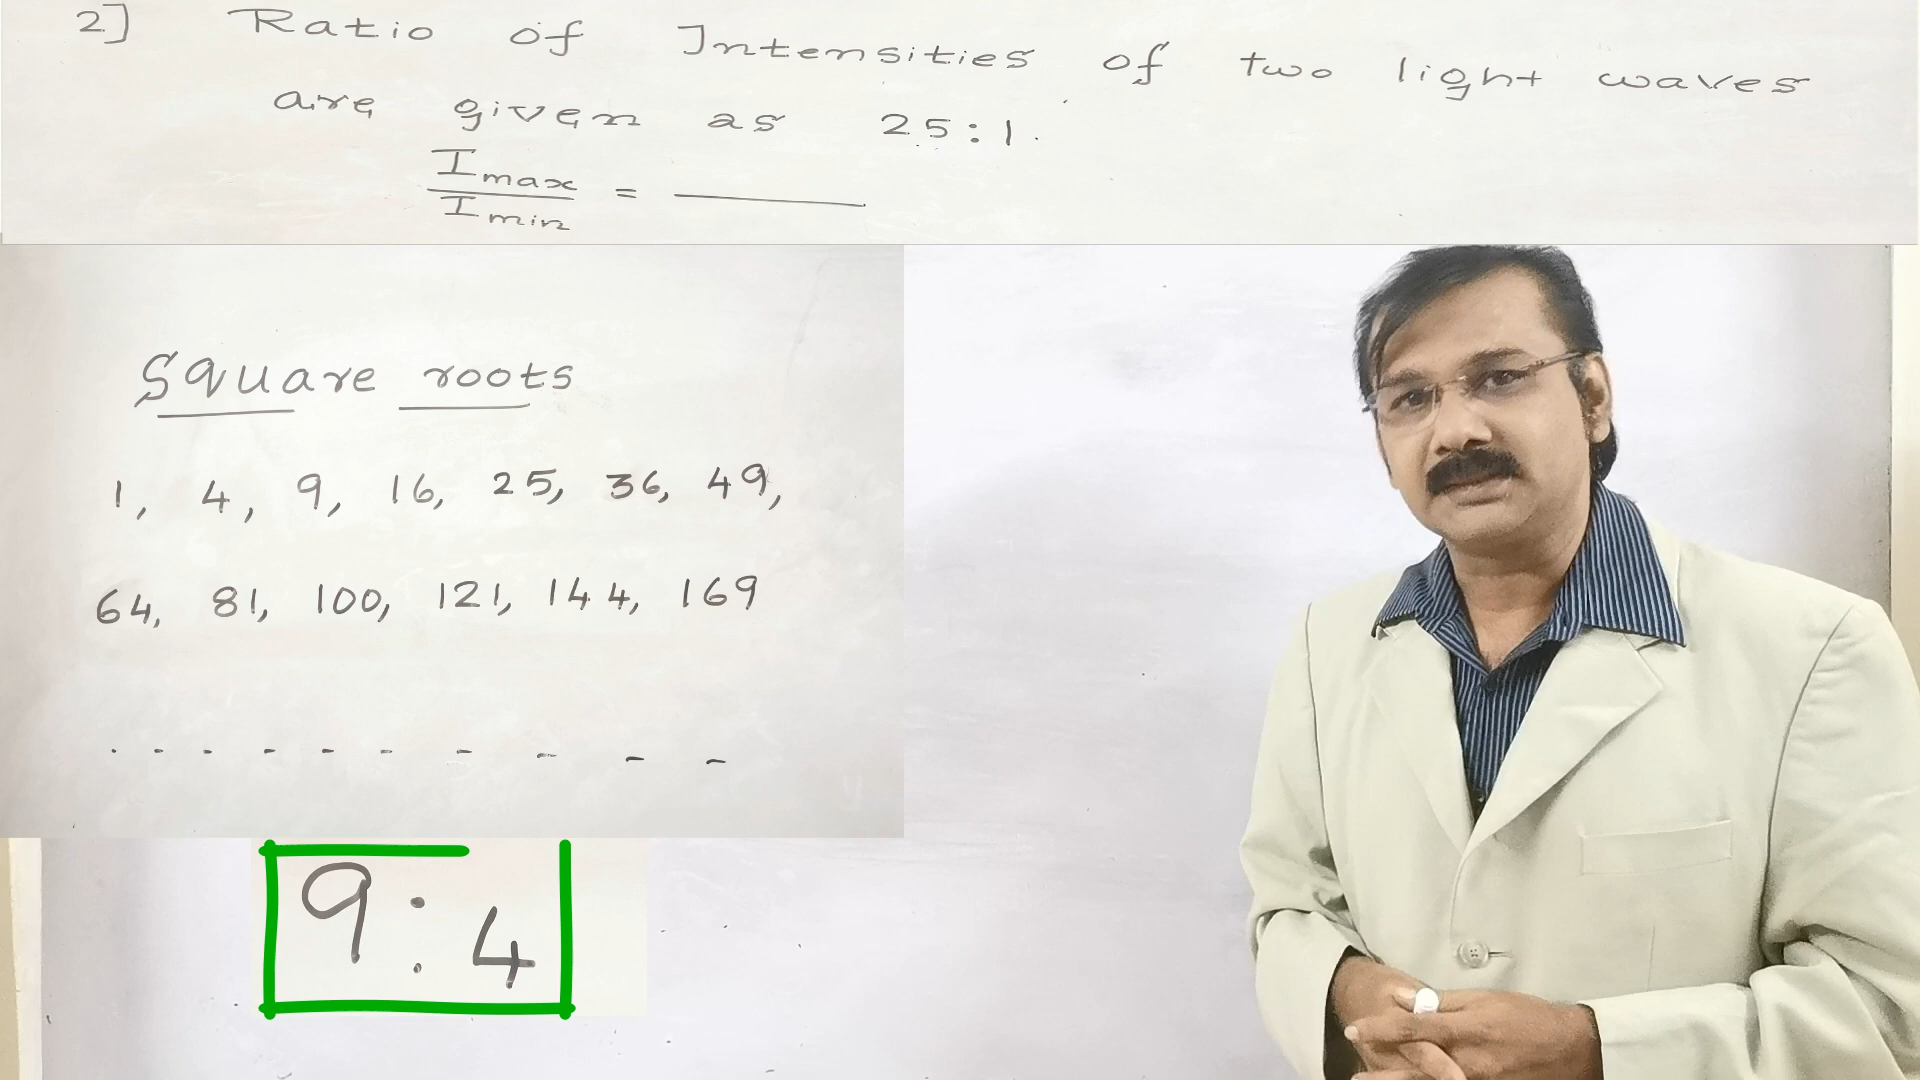 2] Ratio of Intensities of two light waves
are given as 25:1.
Imax
Imin = ______
Square roots
1, 4, 9, 16, 25, 36, 49,
64, 81, 100, 121, 144, 169
- - - - - - - - - -
9:4